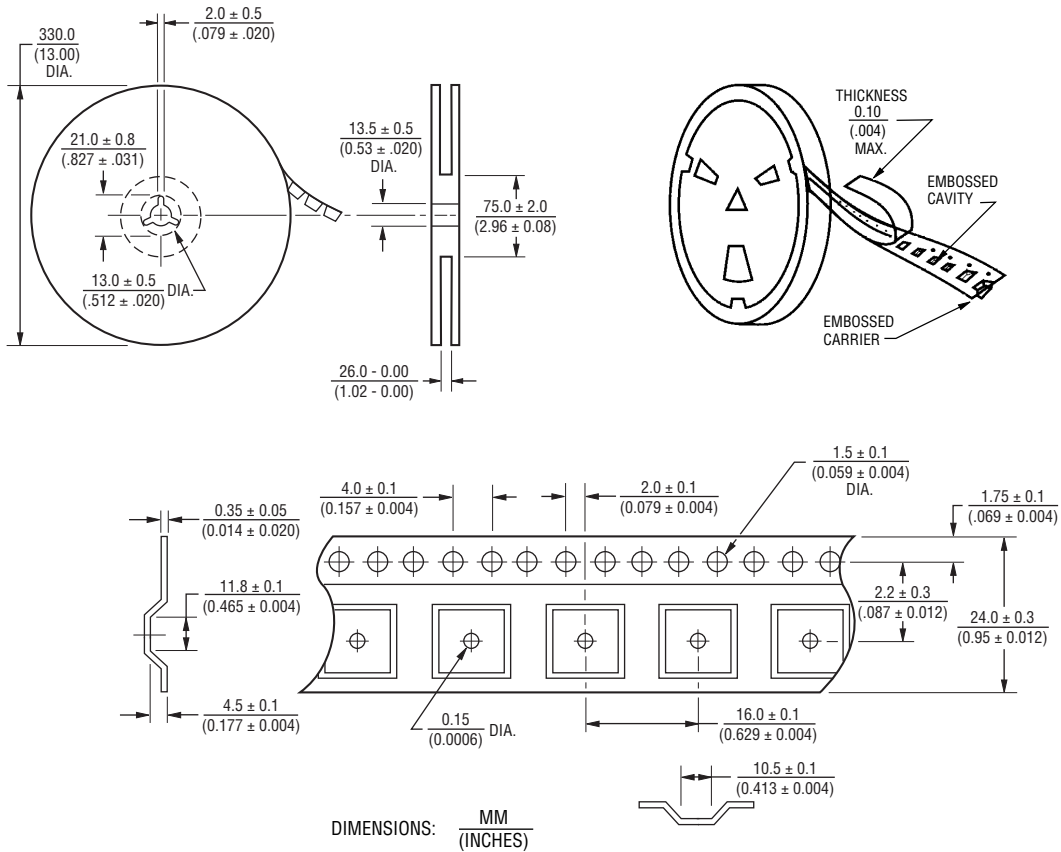 2.0 ± 0.5
(.079 ± .020)
330.0
(13.00)
DIA.
21.0 ± 0.8
(.827 ± .031)
13.0 ± 0.5
(.512 ± .020)
DIA.
13.5 ± 0.5
(0.53 ± .020)
DIA.
75.0 ± 2.0
(2.96 ± 0.08)
26.0 - 0.00
(1.02 - 0.00)
THICKNESS
0.10
(.004)
MAX.
EMBOSSED
CAVITY
EMBOSSED
CARRIER
0.35 ± 0.05
(0.014 ± 0.020)
11.8 ± 0.1
(0.465 ± 0.004)
4.5 ± 0.1
(0.177 ± 0.004)
4.0 ± 0.1
(0.157 ± 0.004)
2.0 ± 0.1
(0.079 ± 0.004)
1.5 ± 0.1
(0.059 ± 0.004)
DIA.
1.75 ± 0.1
(.069 ± 0.004)
2.2 ± 0.3
(.087 ± 0.012)
24.0 ± 0.3
(0.95 ± 0.012)
0.15
(0.0006)
DIA.
16.0 ± 0.1
(0.629 ± 0.004)
10.5 ± 0.1
(0.413 ± 0.004)
DIMENSIONS:
MM
(INCHES)